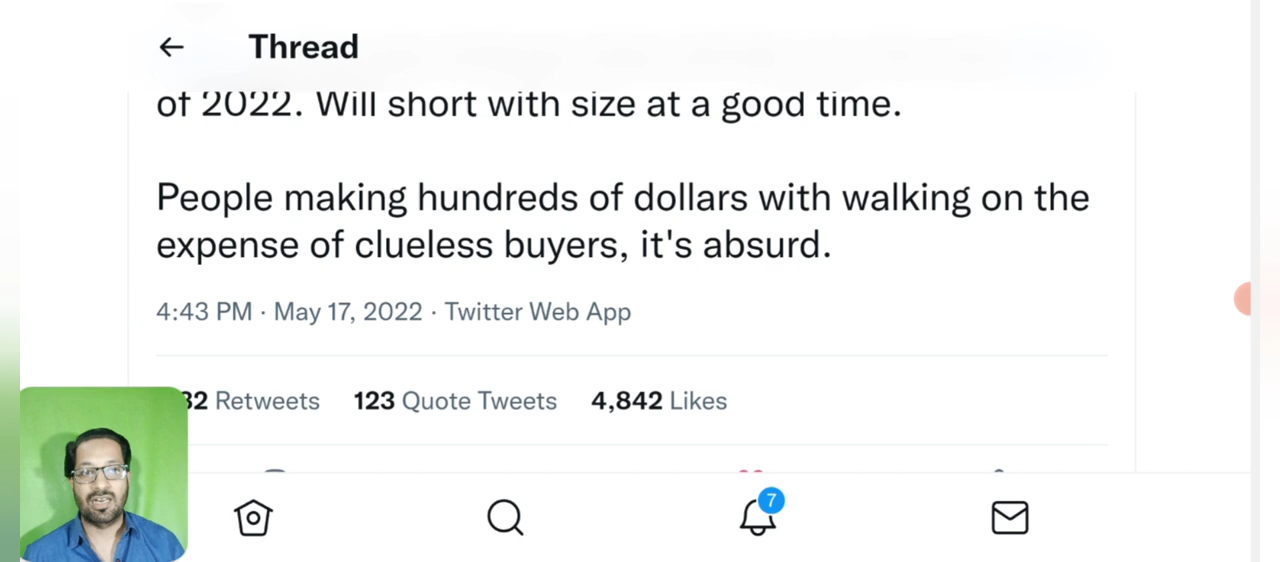 Thread
of 2022. Will short with size at a good time.
People making hundreds of dollars with walking on the
expense of clueless buyers, it's absurd.
4:43 PM · May 17, 2022 · Twitter Web App
32 Retweets 123 Quote Tweets 4,842 Likes
7